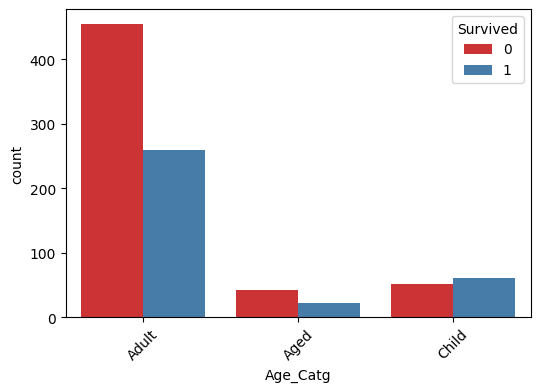 Survived
0
1
400
300
200
100
0
count
Adult
Aged
Child
Age_Catg